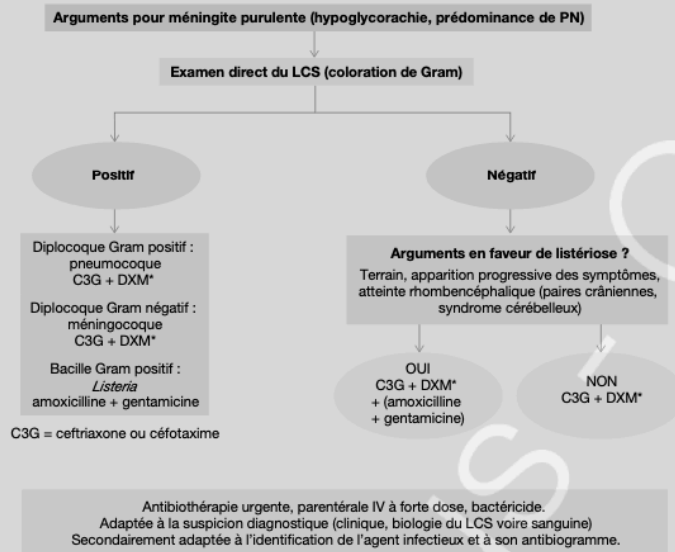 Arguments pour méningite purulente (hypoglycorachie, prédominance de PN)
Examen direct du LCS (coloration de Gram)
Positif
Négatif
Diplocoque Gram positif :
pneumocoque
C3G + DXM*
Diplocoque Gram négatif :
méningocoque
C3G + DXM*
Bacille Gram positif :
Listeria
amoxicilline + gentamicine
C3G = ceftriaxone ou céfotaxime
Arguments en faveur de listériose ?
Terrain, apparition progressive des symptômes,
atteinte rhombencéphalique (paires crâniennes,
syndrome cérébelleux)
OUI
C3G + DXM*
+ (amoxicilline
+ gentamicine)
NON
C3G + DXM*
Antibiothérapie urgente, parentérale IV à forte dose, bactéricide.
Adaptée à la suspicion diagnostique (clinique, biologie du LCS voire sanguine)
Secondairement adaptée à l'identification de l'agent infectieux et à son antibiogramme.